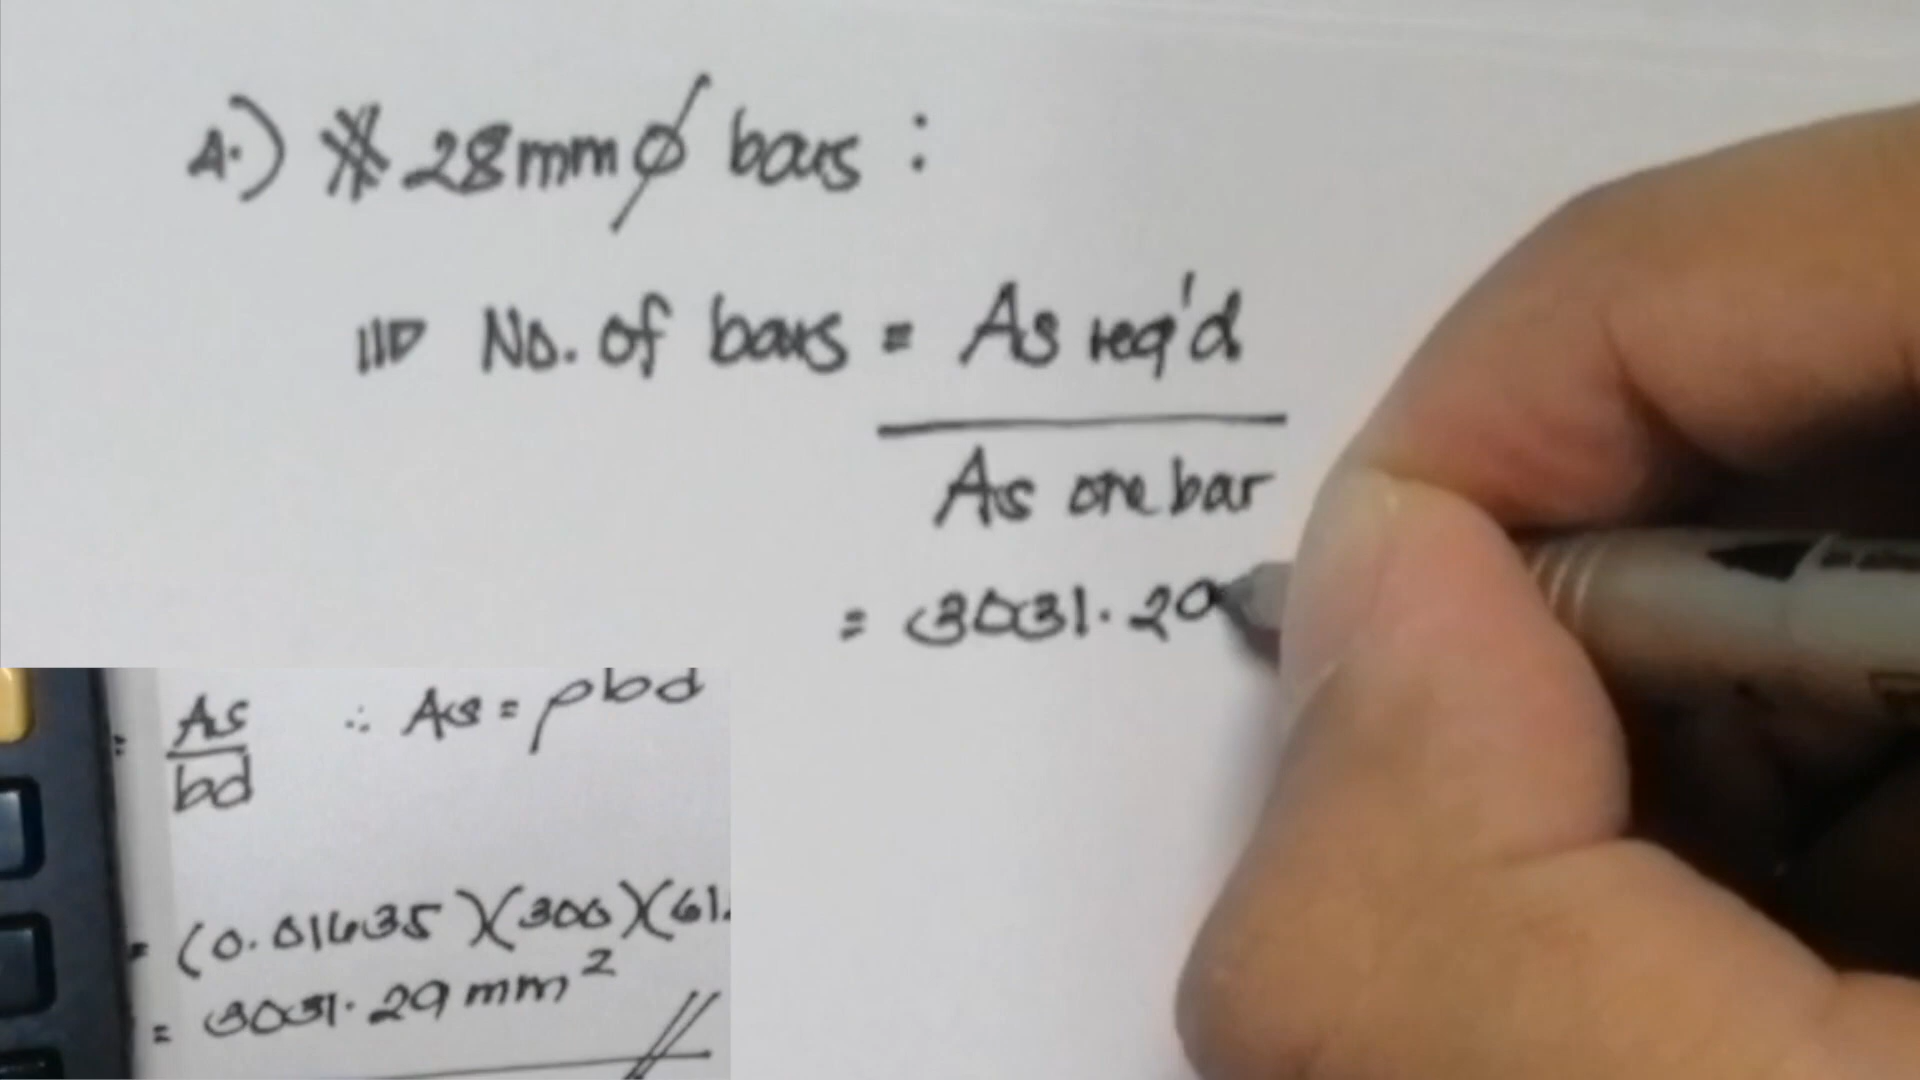 A.) 28mm ∅ bars :
No. of bars = As req'd
As one bar
= 3031.29
= As ∴ As = ρbd
bd
= (0.01635)(300)(61
= 3031.29 mm²